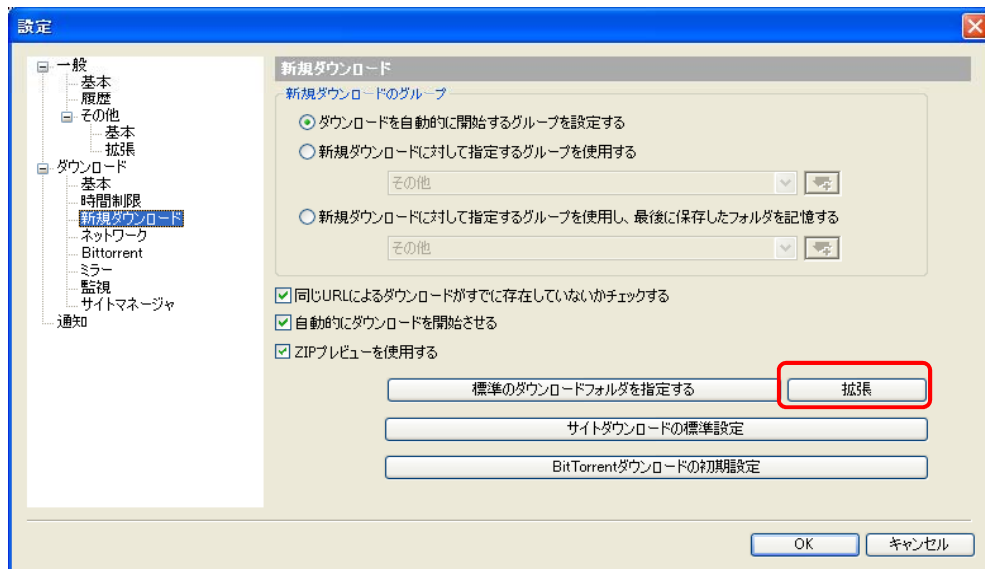 設定
一般
基本
履歴
その他
基本
拡張
ダウンロード
基本
時間制限
新規ダウンロード
ネットワーク
Bittorrent
ミラー
監視
サイトマネージャ
通知
新規ダウンロード
新規ダウンロードのグループ
ダウンロードを自動的に開始するグループを設定する
新規ダウンロードに対して指定するグループを使用する
その他
新規ダウンロードに対して指定するグループを使用し、最後に保存したフォルダを記憶する
その他
同じURLによるダウンロードがすでに存在していないかチェックする
自動的にダウンロードを開始させる
ZIPプレビューを使用する
標準のダウンロードフォルダを指定する 拡張
サイトダウンロードの標準設定
BitTorrentダウンロードの初期設定
OK キャンセル